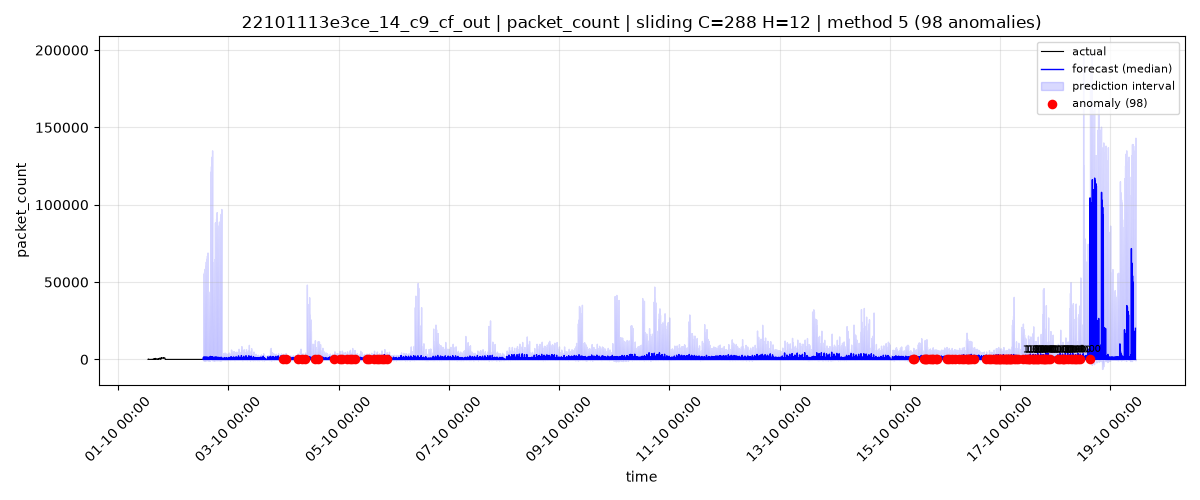 22101113e3ce_14_c9_cf_out | packet_count | sliding C=288 H=12 | method 5 (98 anomalies)
actual
forecast (median)
prediction interval
anomaly (98)
packet_count
200000
150000
100000
50000
0
01-10 00:00
03-10 00:00
05-10 00:00
07-10 00:00
09-10 00:00
11-10 00:00
13-10 00:00
15-10 00:00
17-10 00:00
19-10 00:00
time